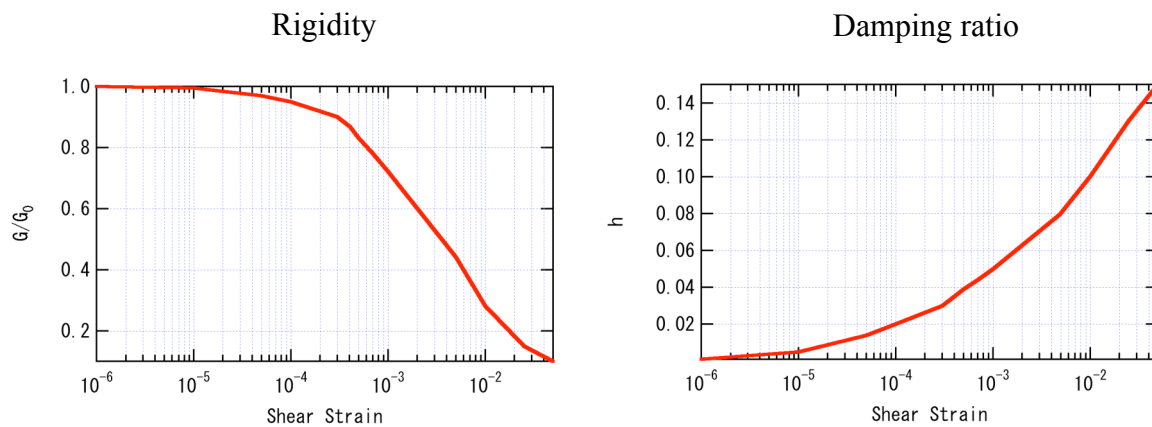 Rigidity
1.0
0.8
0.6
0.4
0.2
G/G₀
10⁻⁶ 10⁻⁵ 10⁻⁴ 10⁻³ 10⁻²
Shear Strain
Damping ratio
0.14
0.12
0.10
0.08
0.06
0.04
0.02
h
10⁻⁶ 10⁻⁵ 10⁻⁴ 10⁻³ 10⁻²
Shear Strain